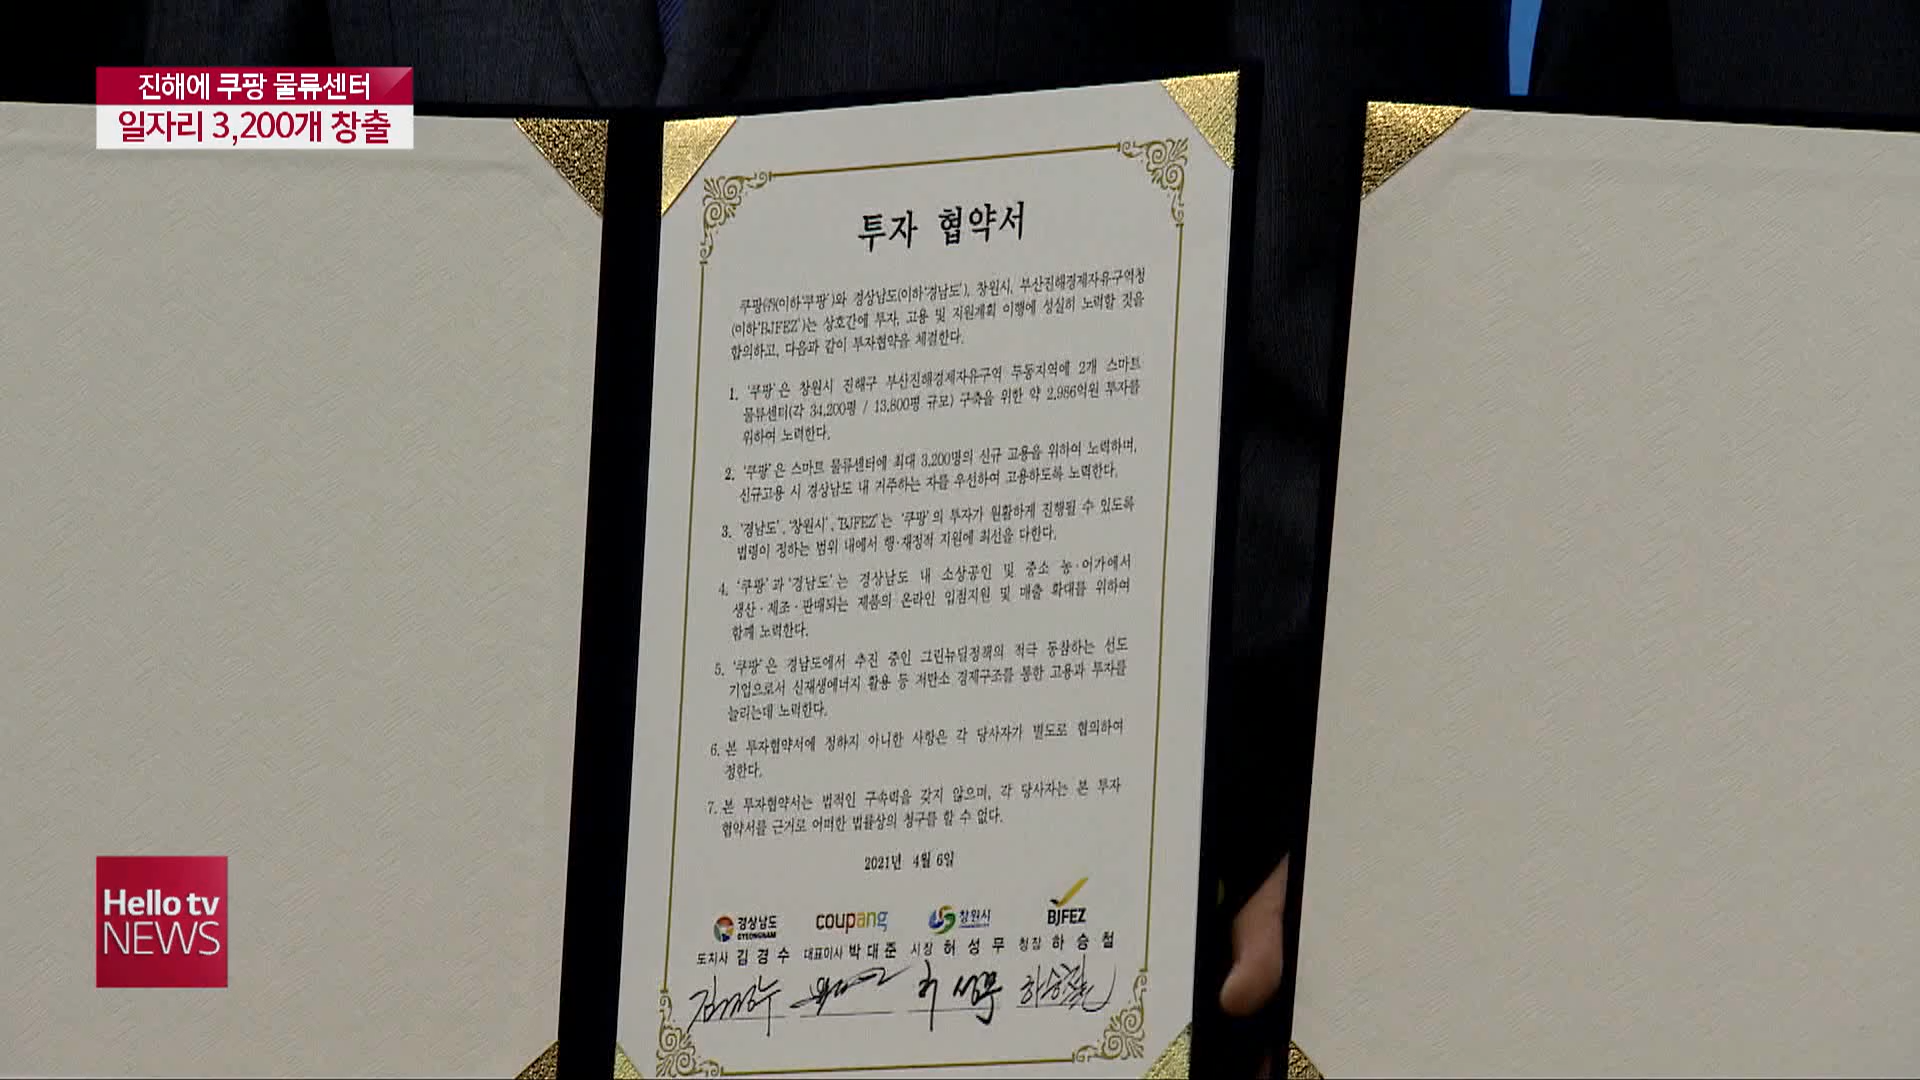 진해에 쿠팡 물류센터
일자리 3,200개 창출
투자 협약서
쿠팡(주)(이하'쿠팡')와 경상남도(이하'경남도'), 창원시, 부산진해경제자유구역청
(이하'BJFEZ')는 상호간에 투자, 고용 및 지원계획 이행에 성실히 노력할 것을
합의하고, 다음과 같이 투자협약을 체결한다.
1. '쿠팡'은 창원시 진해구 부산진해경제자유구역 두동지역에 2개 스마트
물류센터(각 34,200평 / 13,800평 규모) 구축을 위한 약 2,986억원 투자를
위하여 노력한다.
2. '쿠팡'은 스마트 물류센터에 최대 3,200명의 신규 고용을 위하여 노력하며,
신규고용 시 경상남도 내 거주하는 자를 우선하여 고용하도록 노력한다.
3. '경남도', '창원시', 'BJFEZ'는 '쿠팡'의 투자가 원활하게 진행될 수 있도록
법령이 정하는 범위 내에서 행·재정적 지원에 최선을 다한다.
4. '쿠팡'과 '경남도'는 경상남도 내 소상공인 및 중소 농·어가에서
생산·제조·판매되는 제품의 온라인 입점지원 및 매출 확대를 위하여
함께 노력한다.
5. '쿠팡'은 경남도에서 추진 중인 그린뉴딜정책의 적극 동참하는 선도
기업으로서 신재생에너지 활용 등 저탄소 경제구조를 통한 고용과 투자를
늘리는데 노력한다.
6. 본 투자협약서에 정하지 아니한 사항은 각 당사자가 별도로 협의하여
정한다.
7. 본 투자협약서는 법적인 구속력을 갖지 않으며, 각 당사자는 본 투자
협약서를 근거로 어떠한 법률상의 청구를 할 수 없다.
2021년 4월 6일
경상남도 GYEONGNAM coupang 창원시 BJFEZ
도지사 김경수 대표이사 박대준 시장 허성무 청장 하승철
Hello tv
NEWS